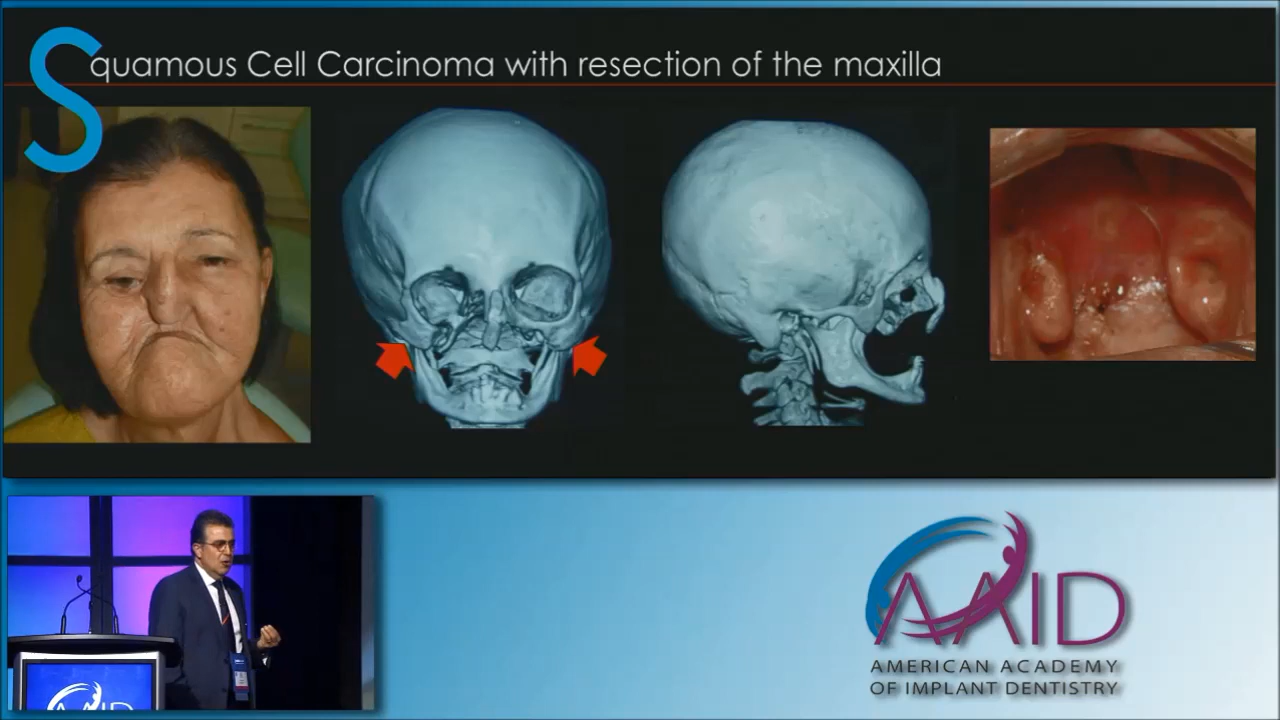 Squamous Cell Carcinoma with resection of the maxilla
AAID
AMERICAN ACADEMY
OF IMPLANT DENTISTRY